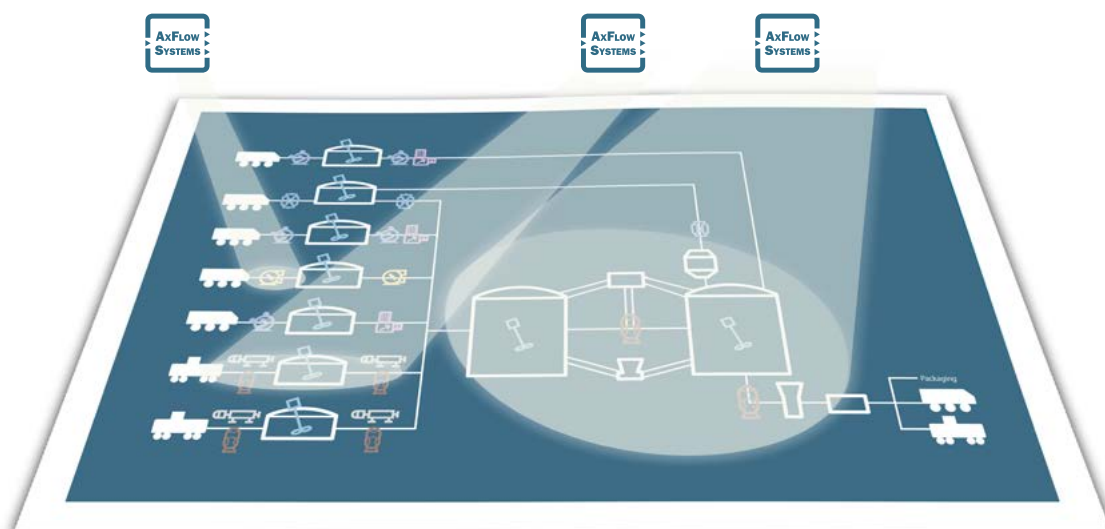 AxFlow
Systems
AxFlow
Systems
AxFlow
Systems
Packaging